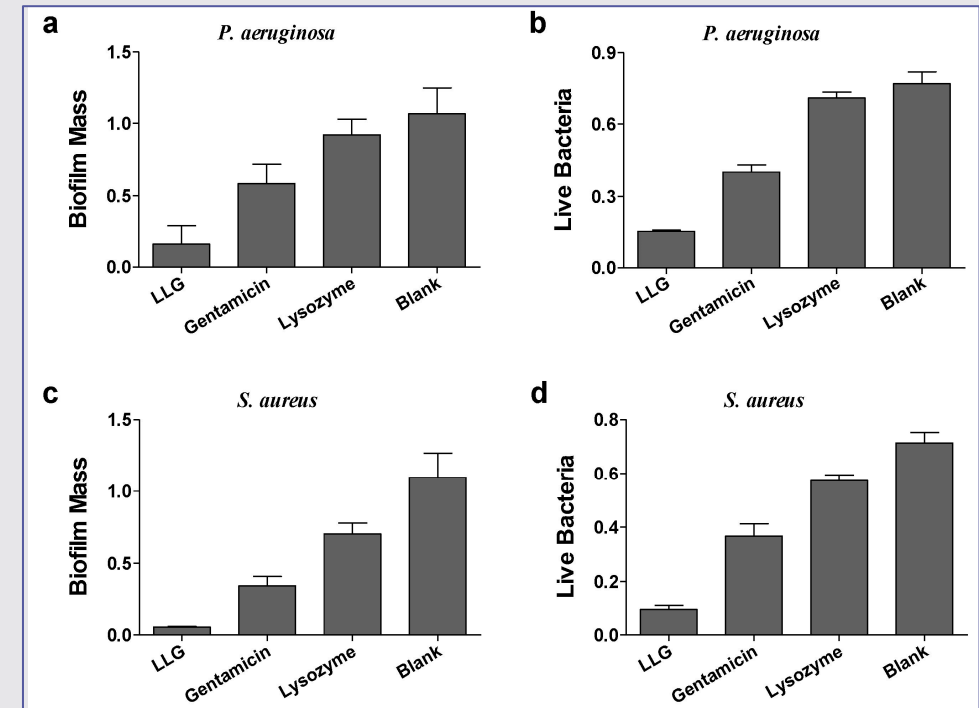 a
P. aeruginosa
Biofilm Mass
1.5
1.0
0.5
0.0
LLG
Gentamicin
Lysozyme
Blank
b
P. aeruginosa
Live Bacteria
0.9
0.6
0.3
0.0
LLG
Gentamicin
Lysozyme
Blank
c
S. aureus
Biofilm Mass
1.5
1.0
0.5
0.0
LLG
Gentamicin
Lysozyme
Blank
d
S. aureus
Live Bacteria
0.8
0.6
0.4
0.2
0.0
LLG
Gentamicin
Lysozyme
Blank